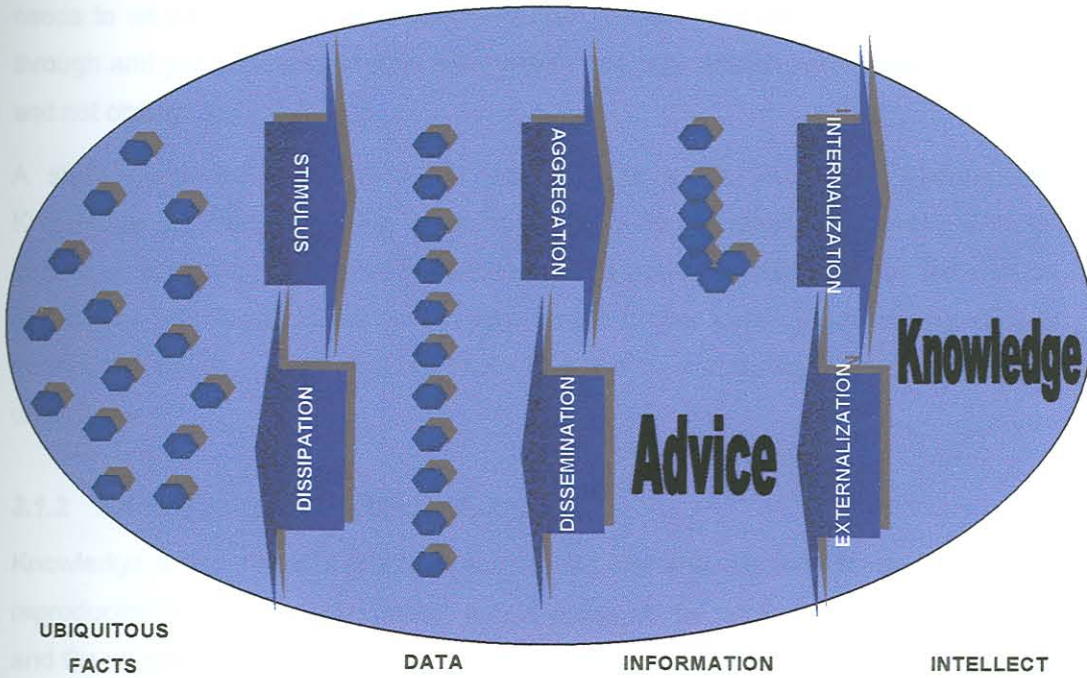 STIMULUS
AGGREGATION
INTERNALIZATION
DISSIPATION
DISSEMINATION
EXTERNALIZATION
Advice
Knowledge
UBIQUITOUS
FACTS
DATA
INFORMATION
INTELLECT